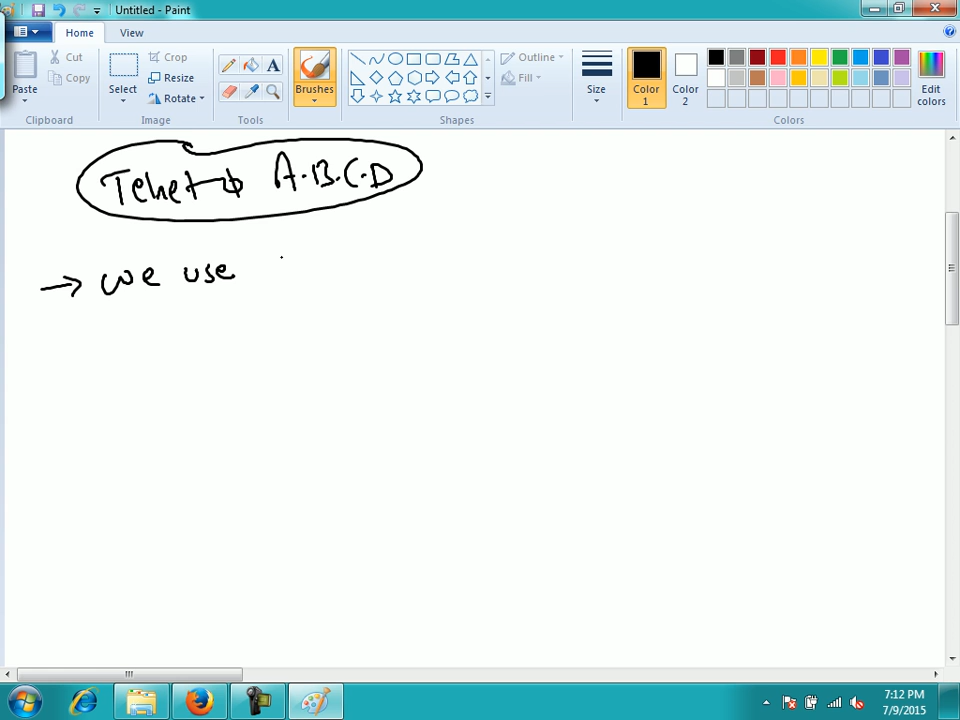 Untitled - Paint
Home View
Paste
Cut
Copy
Select
Crop
Resize
Rotate
Brushes
Outline
Fill
Size
Color 1
Color 2
Edit colors
Clipboard Image Tools Shapes Colors
A
Telnet A.B.C.D
→ we use
7:12 PM
7/9/2015